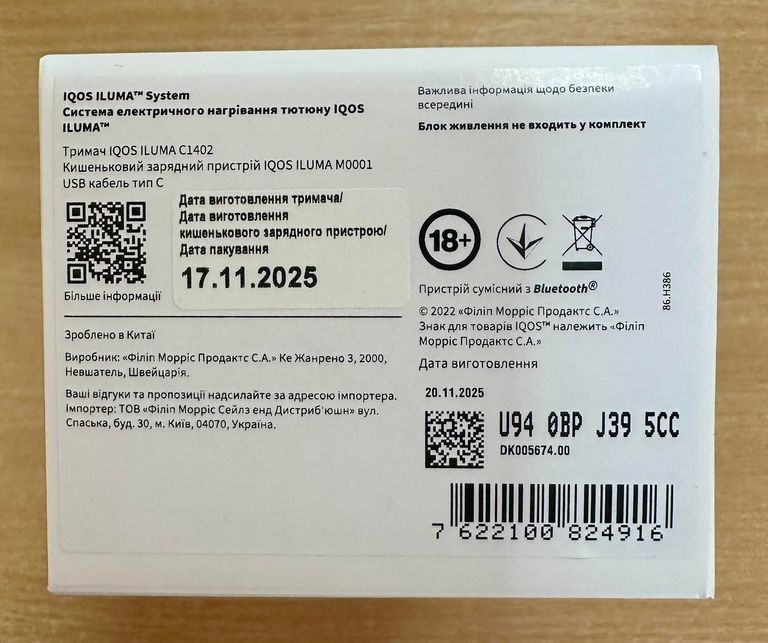 IQOS ILUMA™ System
Система електричного нагрівання тютюну IQOS
ILUMA™
Тримач IQOS ILUMA C1402
Кишеньковий зарядний пристрій IQOS ILUMA M0001
USB кабель тип C
Дата виготовлення тримача/
Дата виготовлення
кишенькового зарядного пристрою/
Дата пакування
17.11.2025
Більше інформації
Зроблено в Китаї
Виробник: «Філіп Морріс Продактс С.А.» Ке Жанрено 3, 2000,
Невшатель, Швейцарія.
Ваші відгуки та пропозиції надсилайте за адресою імпортера.
Імпортер: ТОВ «Філіп Морріс Сейлз енд Дистриб'юшн» вул.
Спаська, буд. 30, м. Київ, 04070, Україна.
Важлива інформація щодо безпеки
всередині
Блок живлення не входить у комплект
18+
Пристрій сумісний з Bluetooth®
© 2022 «Філіп Морріс Продактс С.А.»
Знак для товарів IQOS™ належить «Філіп
Морріс Продактс С.А.»
86.H386
Дата виготовлення
20.11.2025
U94 0BP J39 5CC
DK005674.00
7 622100 824916